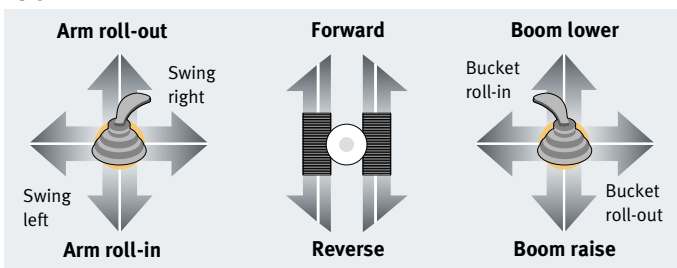 Arm roll-out
Swing
right
Swing
left
Arm roll-in
Forward
Reverse
Boom lower
Bucket
roll-in
Bucket
roll-out
Boom raise